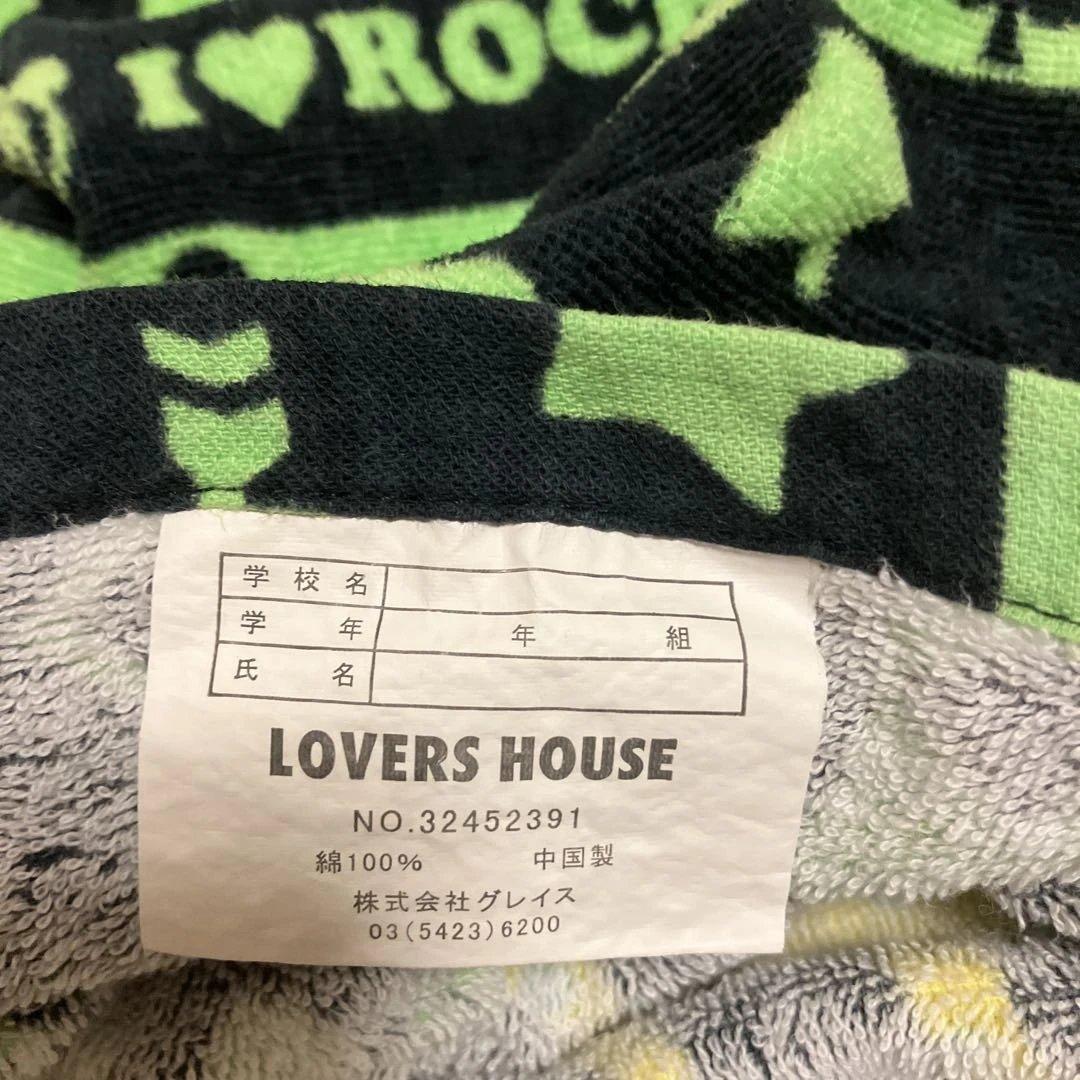 I♥ROCK
学校名
学年 年 組
氏名
LOVERS HOUSE
NO.32452391
綿100% 中国製
株式会社グレイス
03(5423)6200